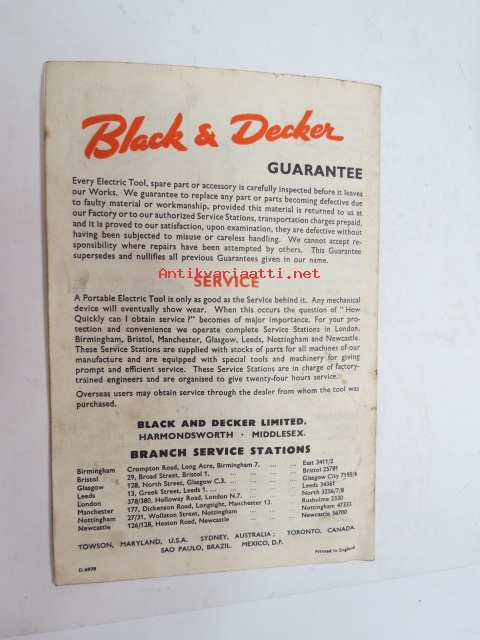 Black & Decker
GUARANTEE
Every Electric Tool, spare part or accessory is carefully inspected before it leaves
our Works. We guarantee to replace any part or parts becoming defective due
to faulty material or workmanship, provided this material is returned to us at
our Factory or to our authorized Service Stations, transportation charges prepaid,
and it is proved to our satisfaction, upon examination, they are defective without
having been subjected to misuse or careless handling. We cannot accept re-
sponsibility where repairs have been attempted by others. This Guarantee
supersedes and nullifies all previous Guarantees given in our name.
Antikvariaatti.net
SERVICE
A Portable Electric Tool is only as good as the Service behind it. Any mechanical
device will eventually show wear. When this occurs the question of "How
Quickly can I obtain service?" becomes of major importance. For your pro-
tection and convenience we operate complete Service Stations in London,
Birmingham, Bristol, Manchester, Glasgow, Leeds, Nottingham and Newcastle.
These Service Stations are supplied with stocks of parts for all machines of our
manufacture and are equipped with special tools and machinery for giving
prompt and efficient service. These Service Stations are in charge of factory-
trained engineers and are organised to give twenty-four hours service.
Overseas users may obtain service through the dealer from whom the tool was
purchased.
BLACK AND DECKER LIMITED.
HARMONDSWORTH · MIDDLESEX.
BRANCH SERVICE STATIONS
Birmingham Crompton Road, Long Acre, Birmingham 7. ... ... East 3411/2
Bristol 29, Broad Street, Bristol 1. ... ... Bristol 25781
Glasgow 128, North Street, Glasgow C.3. ... ... Glasgow City
Leeds 13, Greek Street, Leeds 1. ... ... Leeds 34561
London 378/380, Holloway Road, London N.7. ... ... North 3256/7/8
Manchester 177, Dickenson Road, Longsight, Manchester 13. Rusholme 2330
Nottingham 27/31, Wollaton Street, Nottingham ... ... Nottingham 47333
Newcastle 126/128, Heaton Road, Newcastle ... ... Newcastle 56700
TOWSON, MARYLAND, U.S.A. SYDNEY, AUSTRALIA; TORONTO, CANADA
SAO PAULO, BRAZIL. MEXICO, D.F.
D.6978
Printed in England